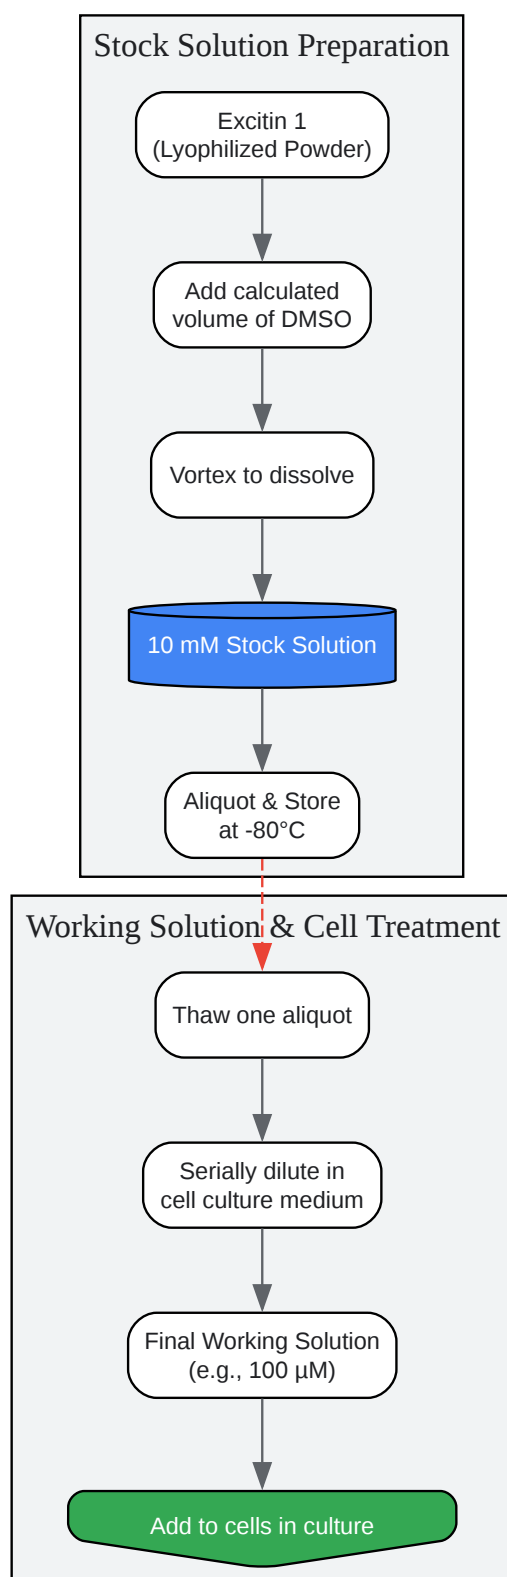 Stock Solution Preparation
Excitin 1
(Lyophilized Powder)
Add calculated
volume of DMSO
Vortex to dissolve
10 mM Stock Solution
Aliquot & Store
at -80°C
Working Solution & Cell Treatment
Thaw one aliquot
Serially dilute in
cell culture medium
Final Working Solution
(e.g., 100 µM)
Add to cells in culture